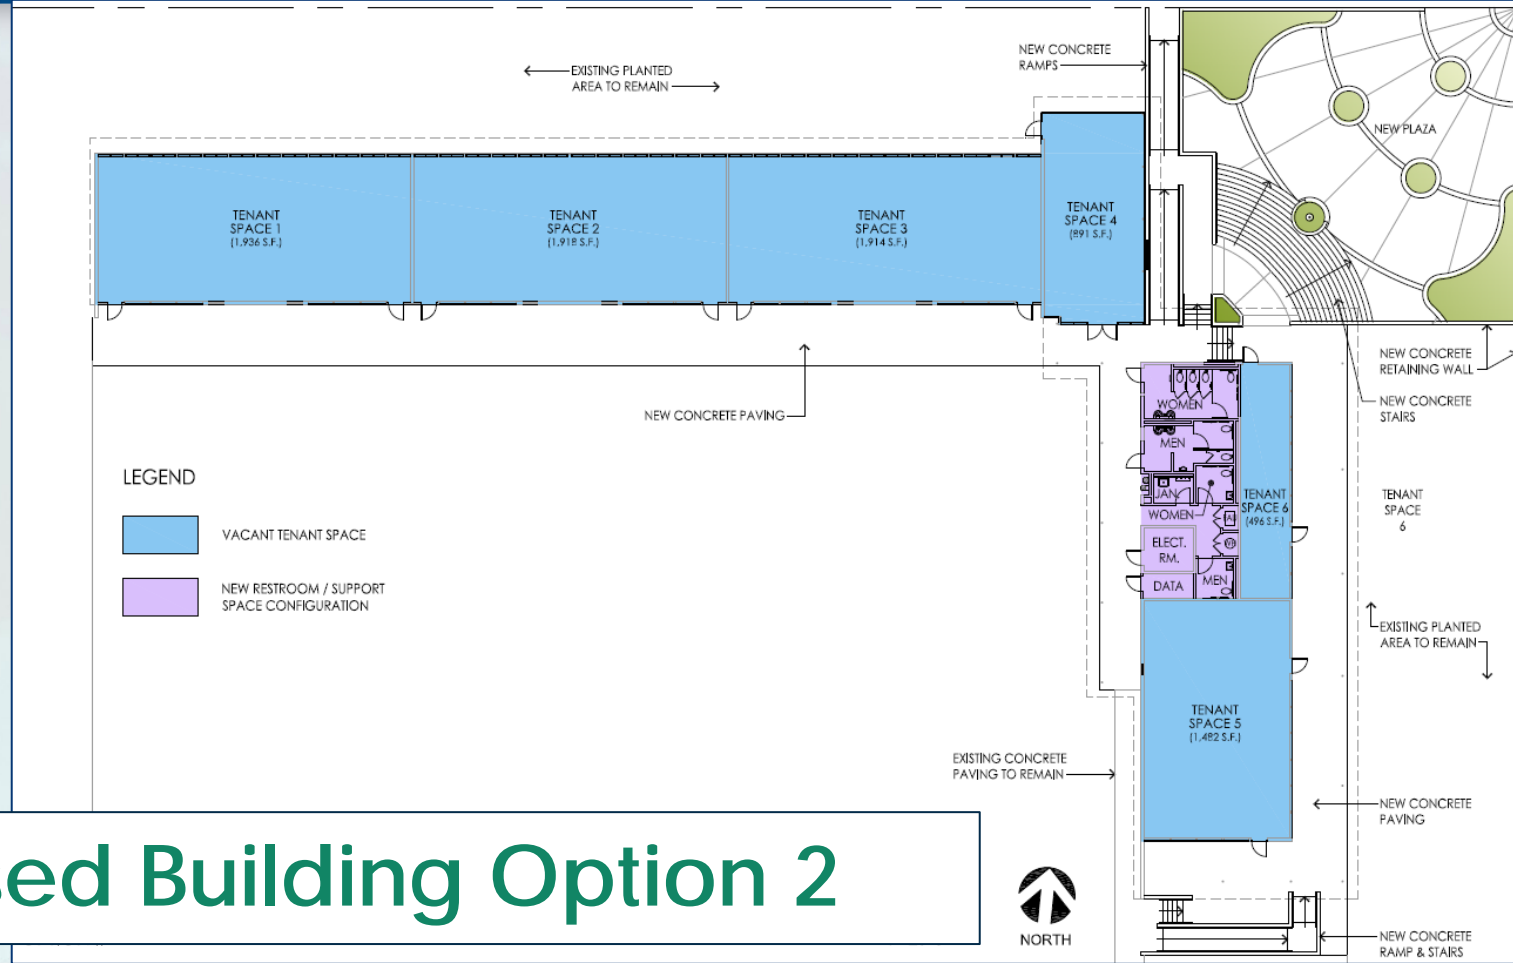 EXISTING PLANTED
AREA TO REMAIN
NEW CONCRETE
RAMPS
NEW PLAZA
TENANT
SPACE 1
(1,936 S.F.)
TENANT
SPACE 2
(1,918 S.F.)
TENANT
SPACE 3
(1,914 S.F.)
TENANT
SPACE 4
(891 S.F.)
NEW CONCRETE
RETAINING WALL
NEW CONCRETE
STAIRS
NEW CONCRETE PAVING
WOMEN
MEN
JAN.
WOMEN
ELECT.
RM.
DATA
MEN
TENANT
SPACE 6
(496 S.F.)
TENANT
SPACE
6
LEGEND
VACANT TENANT SPACE
NEW RESTROOM / SUPPORT
SPACE CONFIGURATION
EXISTING PLANTED
AREA TO REMAIN
TENANT
SPACE 5
(1,482 S.F.)
EXISTING CONCRETE
PAVING TO REMAIN
NEW CONCRETE
PAVING
sed Building Option 2
NORTH
NEW CONCRETE
RAMP & STAIRS